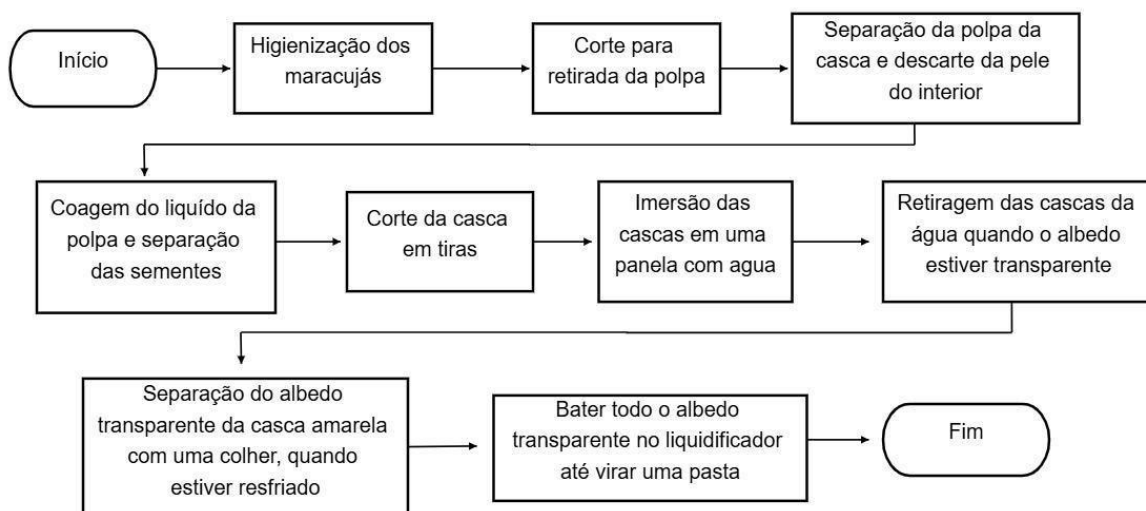 Início
Higienização dos
maracujás
Corte para
retirada da polpa
Separação da polpa da
casca e descarte da pele
do interior
Coagem do liquído da
polpa e separação
das sementes
Corte da casca
em tiras
Imersão das
cascas em uma
panela com agua
Retiragem das cascas da
água quando o albedo
estiver transparente
Separação do albedo
transparente da casca amarela
com uma colher, quando
estiver resfriado
Bater todo o albedo
transparente no liquidificador
até virar uma pasta
Fim